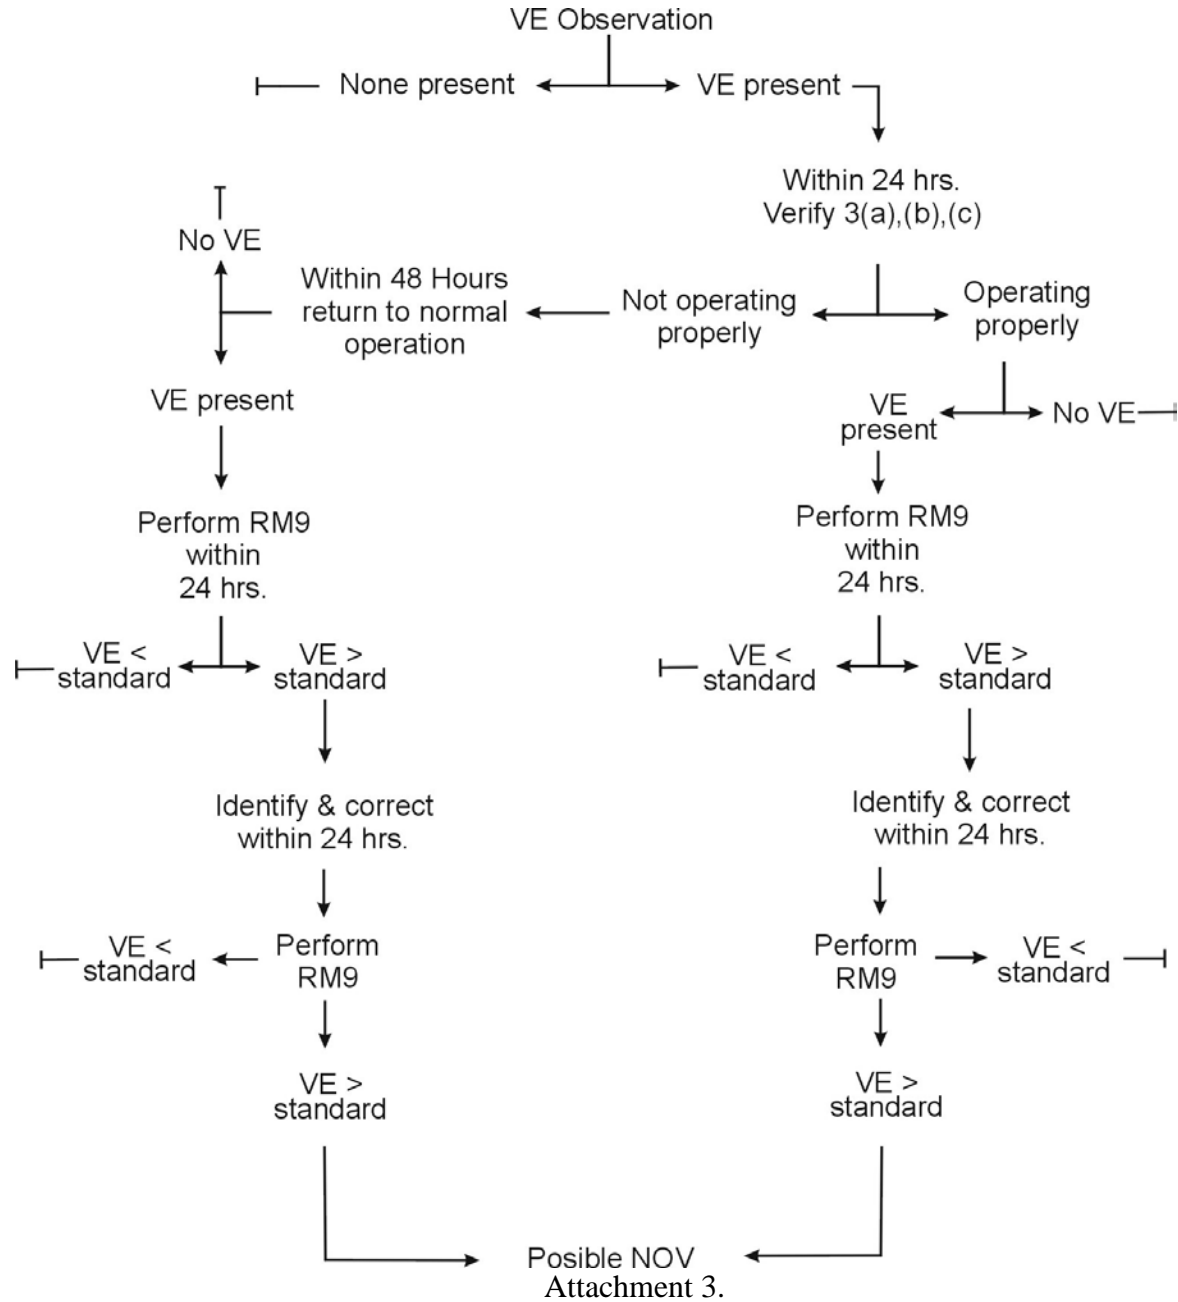 VE Observation
None present
VE present
Within 24 hrs.
Verify 3(a),(b),(c)
No VE
Within 48 Hours
return to normal
operation
Not operating
properly
Operating
properly
VE present
VE
present
No VE
Perform RM9
within
24 hrs.
Perform RM9
within
24 hrs.
VE <
standard
VE >
standard
VE <
standard
VE >
standard
Identify & correct
within 24 hrs.
Identify & correct
within 24 hrs.
VE <
standard
Perform
RM9
Perform
RM9
VE <
standard
VE >
standard
VE >
standard
Posible NOV
Attachment 3.